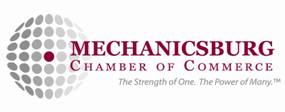 MECHANICSBURG
CHAMBER OF COMMERCE
The Strength of One. The Power of Many.™